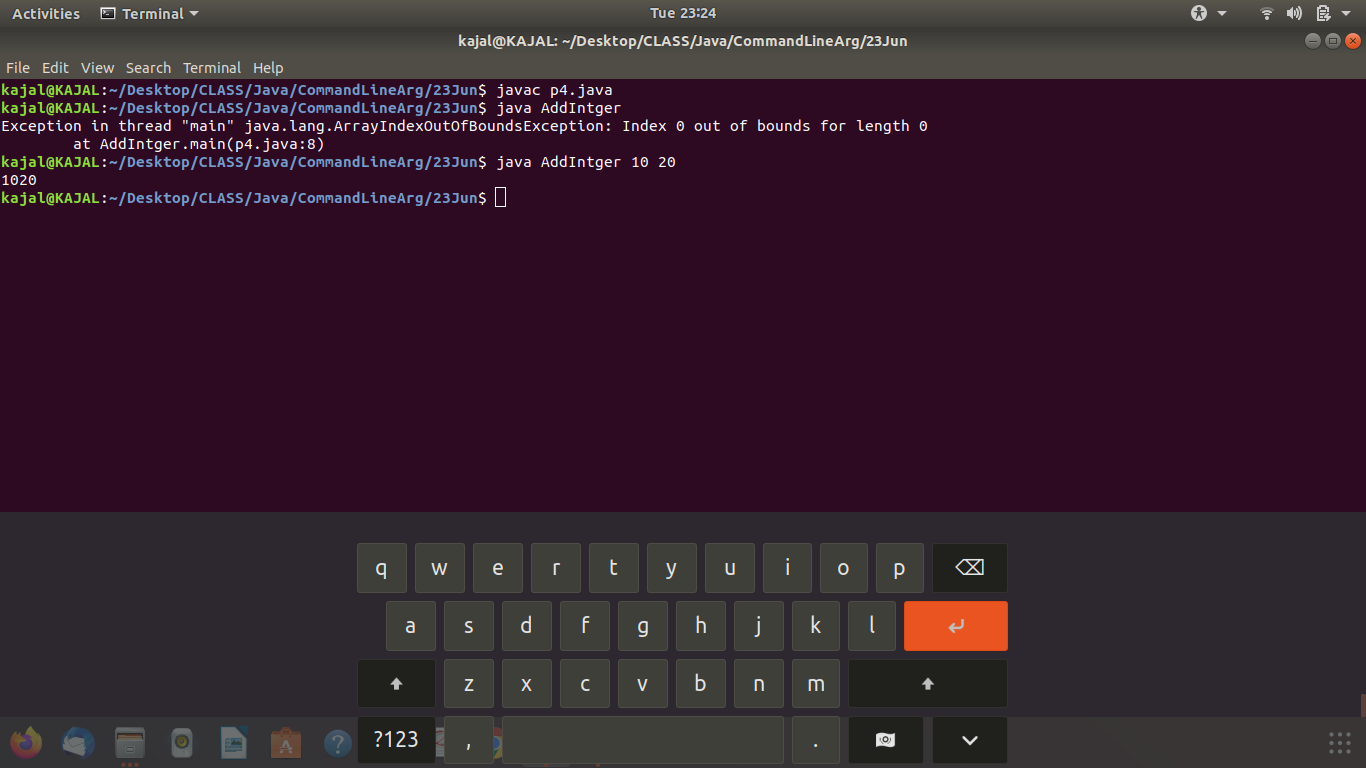 Activities Terminal Tue 23:24
kajal@KAJAL: ~/Desktop/CLASS/Java/CommandLineArg/23Jun
File Edit View Search Terminal Help
kajal@KAJAL:~/Desktop/CLASS/Java/CommandLineArg/23Jun$ javac p4.java
kajal@KAJAL:~/Desktop/CLASS/Java/CommandLineArg/23Jun$ java AddIntger
Exception in thread "main" java.lang.ArrayIndexOutOfBoundsException: Index 0 out of bounds for length 0
        at AddIntger.main(p4.java:8)
kajal@KAJAL:~/Desktop/CLASS/Java/CommandLineArg/23Jun$ java AddIntger 10 20
1020
kajal@KAJAL:~/Desktop/CLASS/Java/CommandLineArg/23Jun$
q w e r t y u i o p
a s d f g h j k l
z x c v b n m
?123 , .